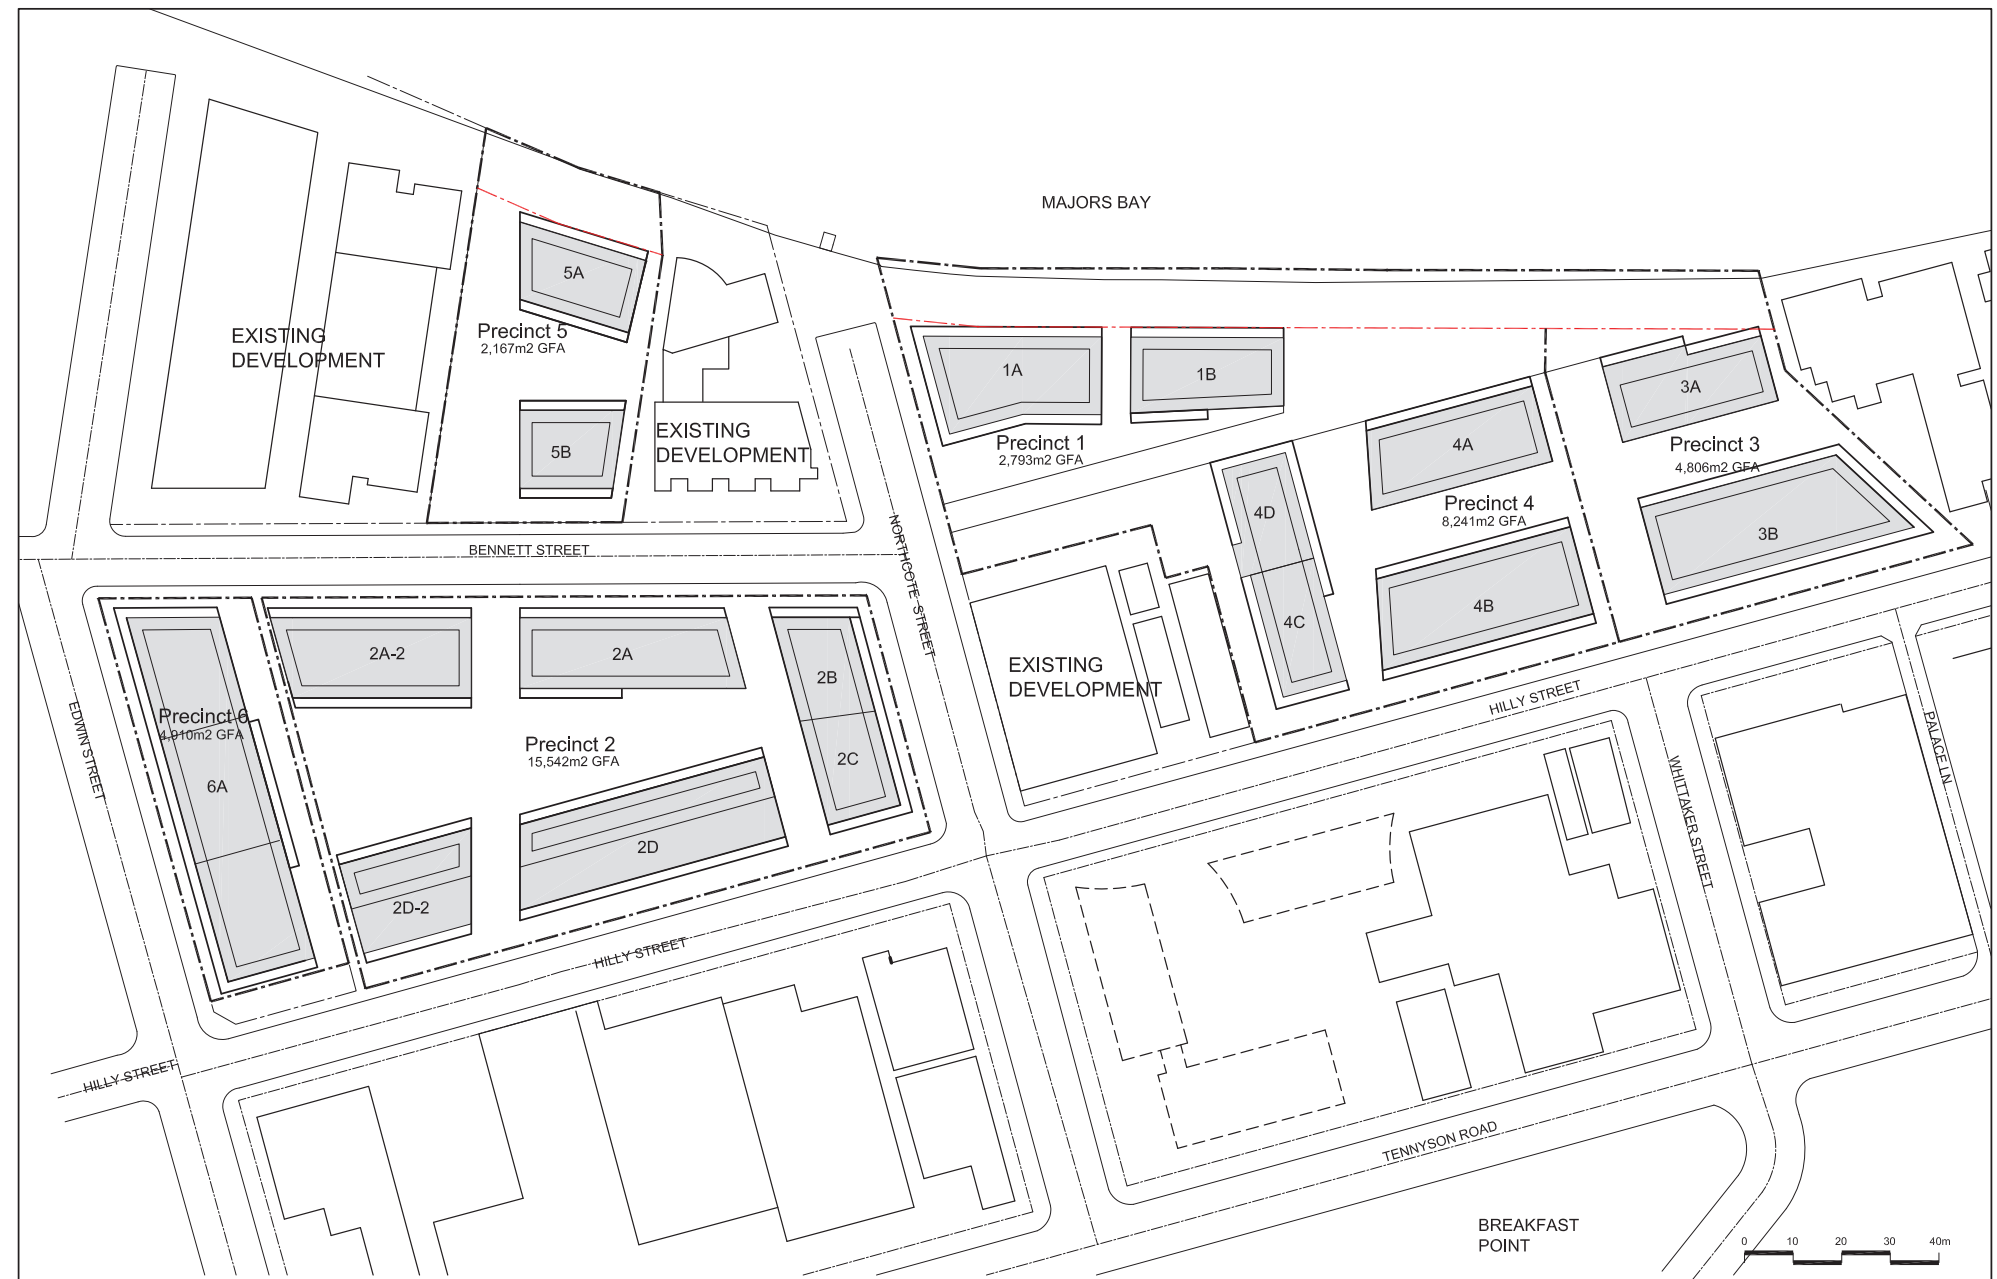 MAJORS BAY
5A
EXISTING
DEVELOPMENT
Precinct 5
2,167m2 GFA
5B
EXISTING
DEVELOPMENT
1A
1B
Precinct 1
2,793m2 GFA
3A
Precinct 3
4,806m2 GFA
3B
4A
Precinct 4
8,241m2 GFA
4B
4D
4C
BENNETT STREET
NORTHCOTE STREET
EXISTING
DEVELOPMENT
2A-2
2A
2B
2C
Precinct 6
4,910m2 GFA
6A
Precinct 2
15,542m2 GFA
2D
2D-2
EDWIN STREET
HILLY STREET
HILLY STREET
HILLY STREET
WHITTAKER STREET
PALACE LN
TENNYSON ROAD
BREAKFAST
POINT
0 10 20 30 40m